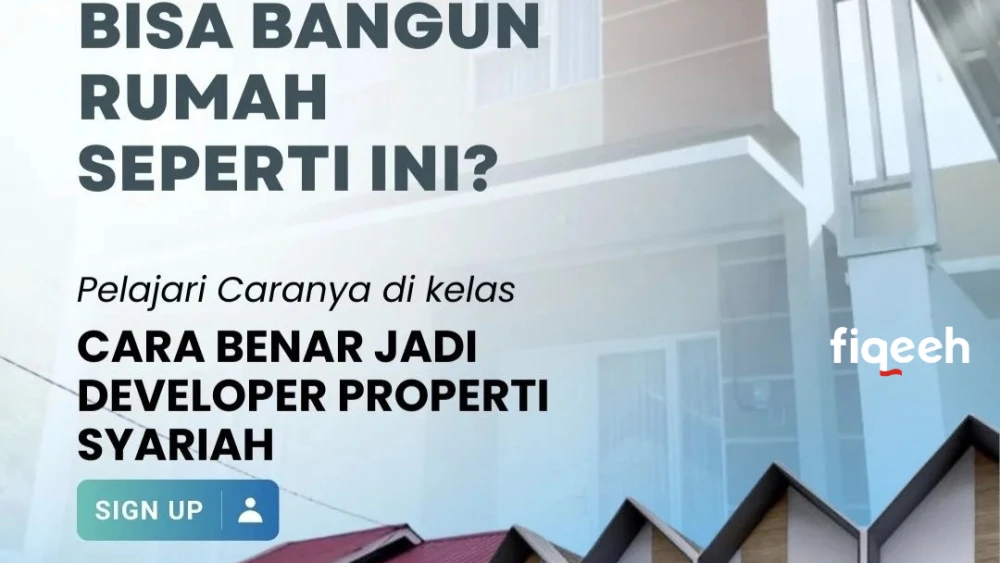 BISA BANGUN
RUMAH
SEPERTI INI?
Pelajari Caranya di kelas
CARA BENAR JADI
DEVELOPER PROPERTI
SYARIAH
SIGN UP
fiqeeh